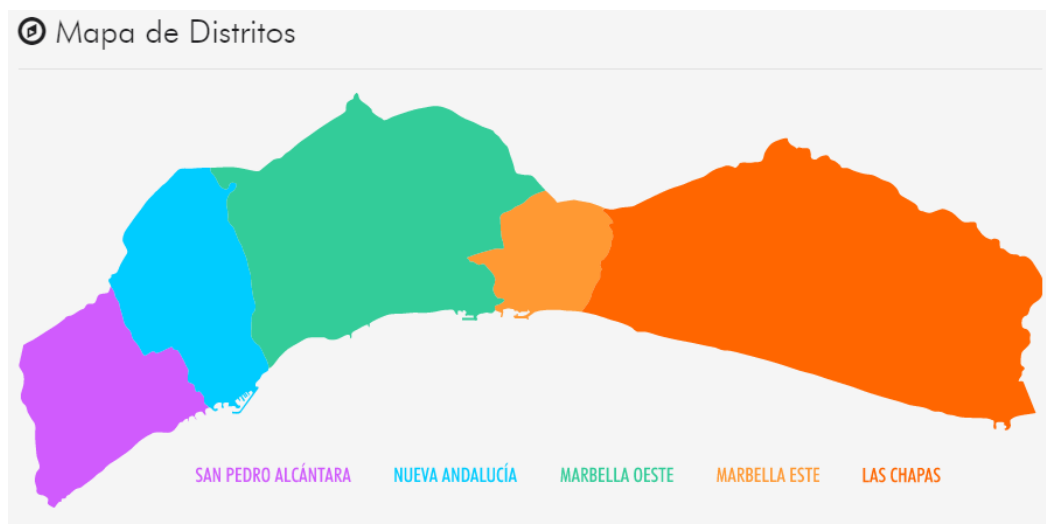 Mapa de Distritos
SAN PEDRO ALCÁNTARA NUEVA ANDALUCÍA MARBELLA OESTE MARBELLA ESTE LAS CHAPAS